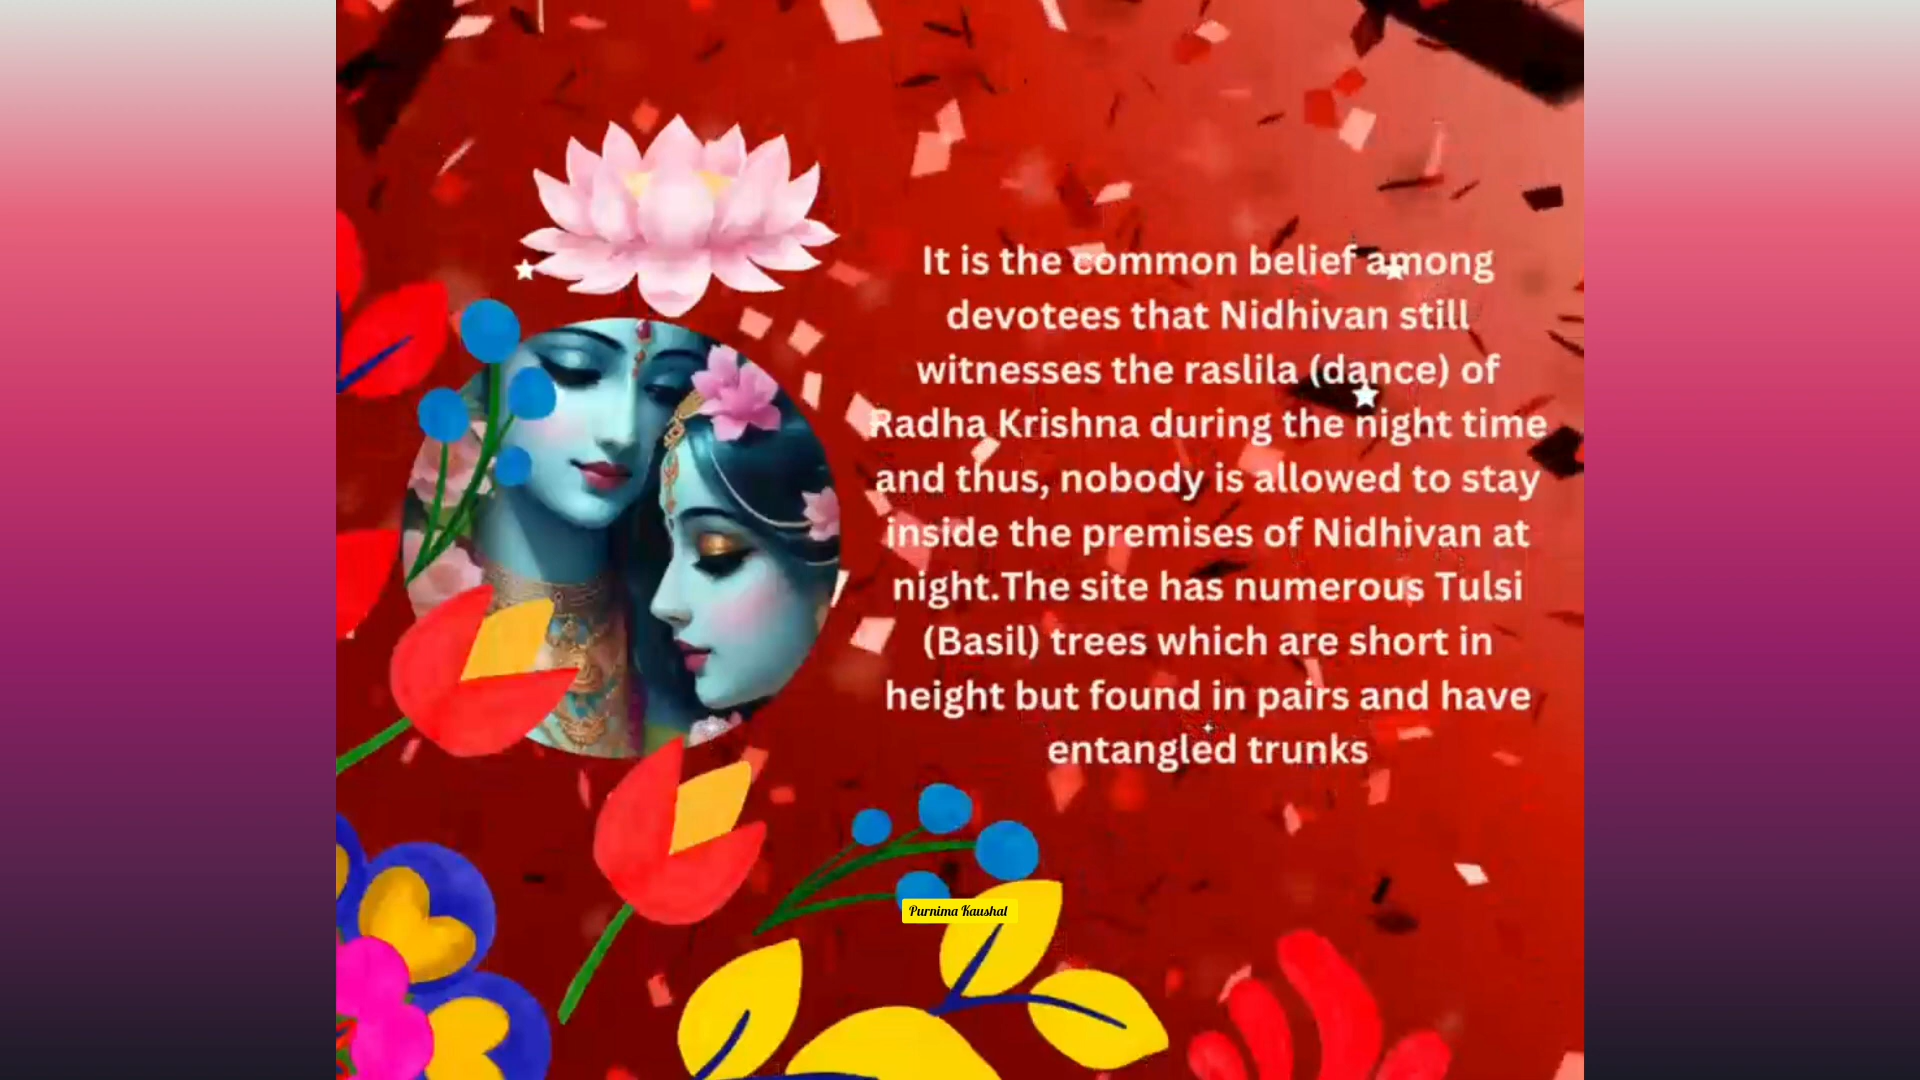 It is the common belief among
devotees that Nidhivan still
witnesses the raslila (dance) of
Radha Krishna during the night time
and thus, nobody is allowed to stay
inside the premises of Nidhivan at
night.The site has numerous Tulsi
(Basil) trees which are short in
height but found in pairs and have
entangled trunks
Purnima Kaushal